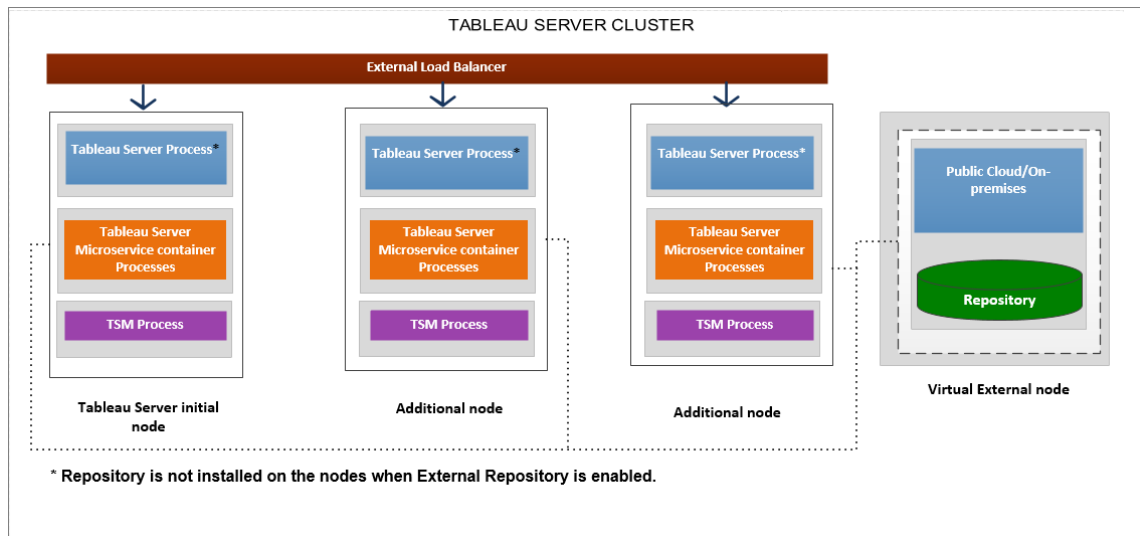 TABLEAU SERVER CLUSTER
External Load Balancer
Tableau Server Process*
Tableau Server
Microservice container
Processes
TSM Process
Tableau Server initial
node
Tableau Server Process*
Tableau Server
Microservice container
Processes
TSM Process
Additional node
Tableau Server Process*
Tableau Server
Microservice container
Processes
TSM Process
Additional node
Public Cloud/On-
premises
Repository
Virtual External node
* Repository is not installed on the nodes when External Repository is enabled.